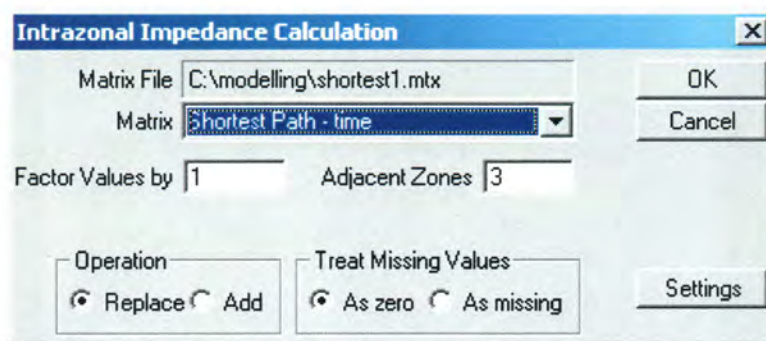 Intrazonal Impedance Calculation
Matrix File C:\modelling\shortest1.mtx OK
Matrix Shortest Path - time Cancel
Factor Values by 1 Adjacent Zones 3
Operation Treat Missing Values
Replace Add As zero As missing Settings